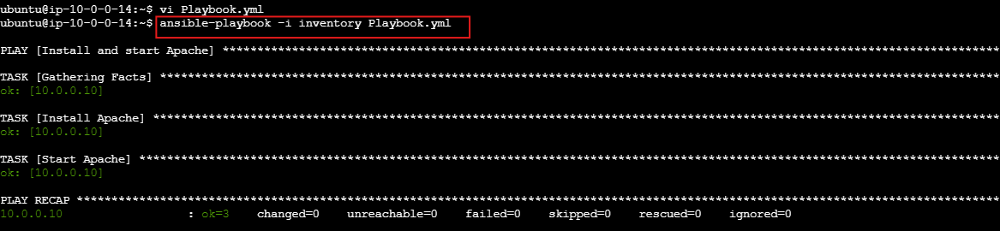 ubuntu@ip-10-0-0-14:~$ vi Playbook.yml
ubuntu@ip-10-0-0-14:~$ ansible-playbook -i inventory Playbook.yml
PLAY [Install and start Apache] ****************************************************************************************************************
TASK [Gathering Facts] *************************************************************************************************************************
ok: [10.0.0.10]
TASK [Install Apache] **************************************************************************************************************************
ok: [10.0.0.10]
TASK [Start Apache] ****************************************************************************************************************************
ok: [10.0.0.10]
PLAY RECAP *************************************************************************************************************************************
10.0.0.10                  : ok=3    changed=0    unreachable=0    failed=0    skipped=0    rescued=0    ignored=0